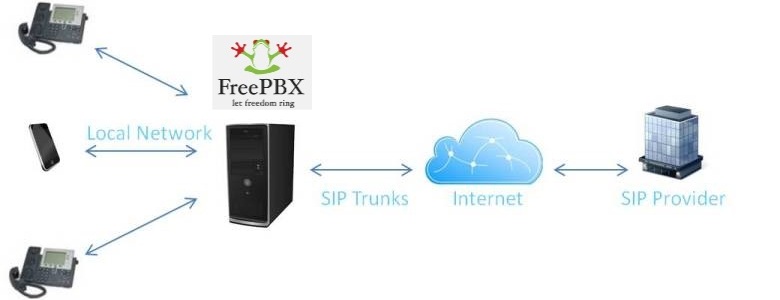 FreePBX
let freedom ring
Local Network
SIP Trunks
Internet
SIP Provider